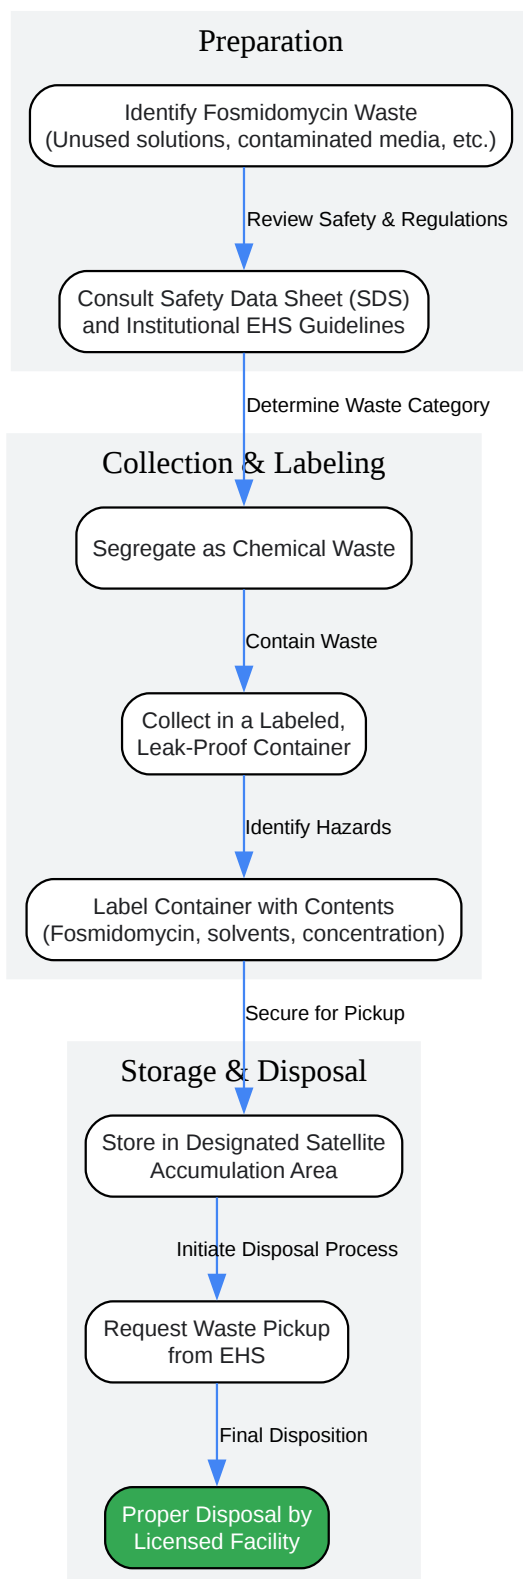 Preparation
Identify Fosmidomycin Waste
(Unused solutions, contaminated media, etc.)
Review Safety & Regulations
Consult Safety Data Sheet (SDS)
and Institutional EHS Guidelines
Determine Waste Category
Collection & Labeling
Segregate as Chemical Waste
Contain Waste
Collect in a Labeled,
Leak-Proof Container
Identify Hazards
Label Container with Contents
(Fosmidomycin, solvents, concentration)
Secure for Pickup
Storage & Disposal
Store in Designated Satellite
Accumulation Area
Initiate Disposal Process
Request Waste Pickup
from EHS
Final Disposition
Proper Disposal by
Licensed Facility